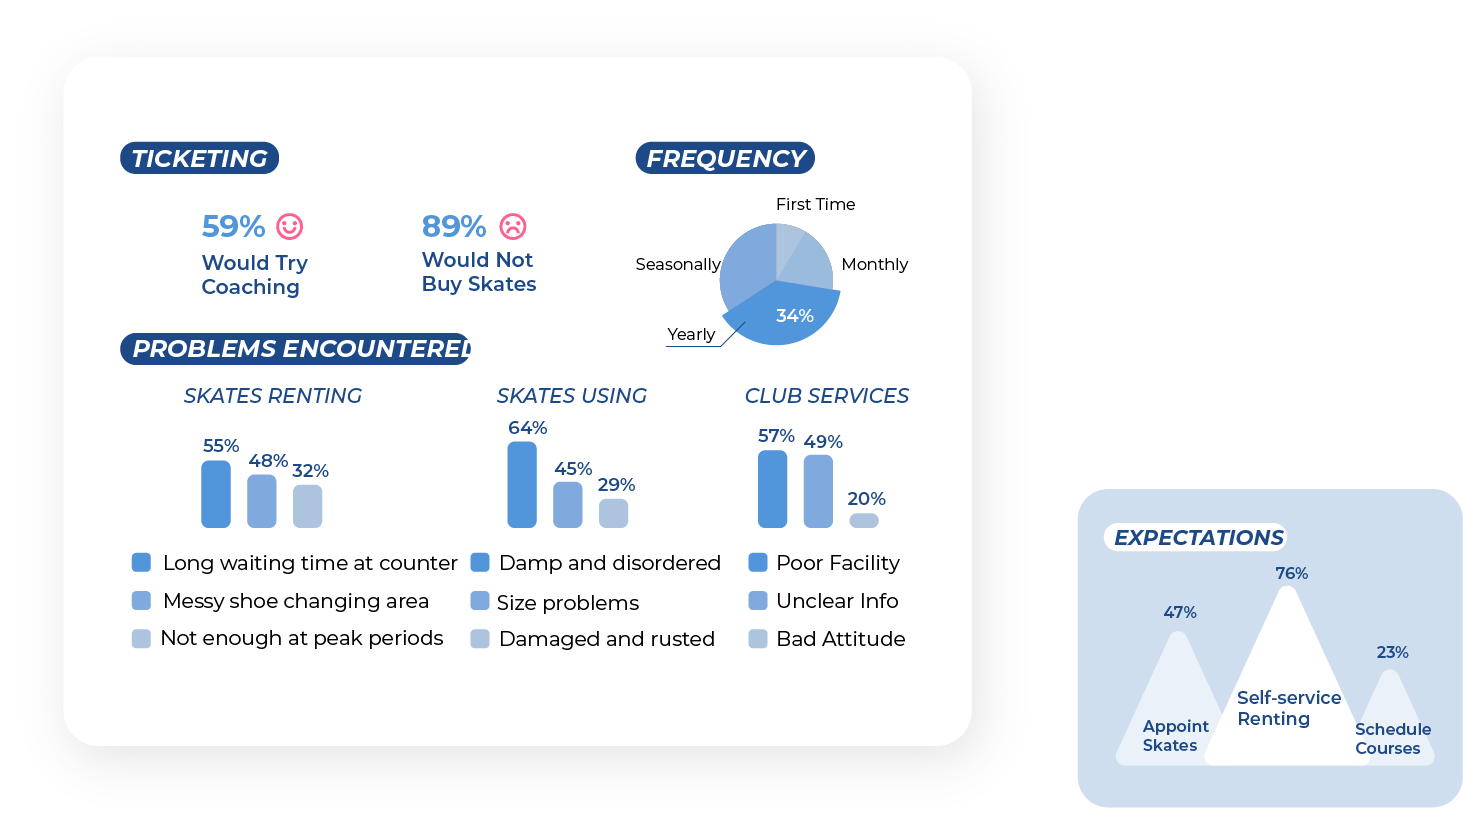 TICKETING
59%
Would Try
Coaching
89%
Would Not
Buy Skates
FREQUENCY
First Time
Seasonally
Monthly
34%
Yearly
PROBLEMS ENCOUNTERED
SKATES RENTING
55%
48%
32%
Long waiting time at counter
Messy shoe changing area
Not enough at peak periods
SKATES USING
64%
45%
29%
Damp and disordered
Size problems
Damaged and rusted
CLUB SERVICES
57%
49%
20%
Poor Facility
Unclear Info
Bad Attitude
EXPECTATIONS
76%
47%
23%
Self-service
Renting
Appoint
Skates
Schedule
Courses